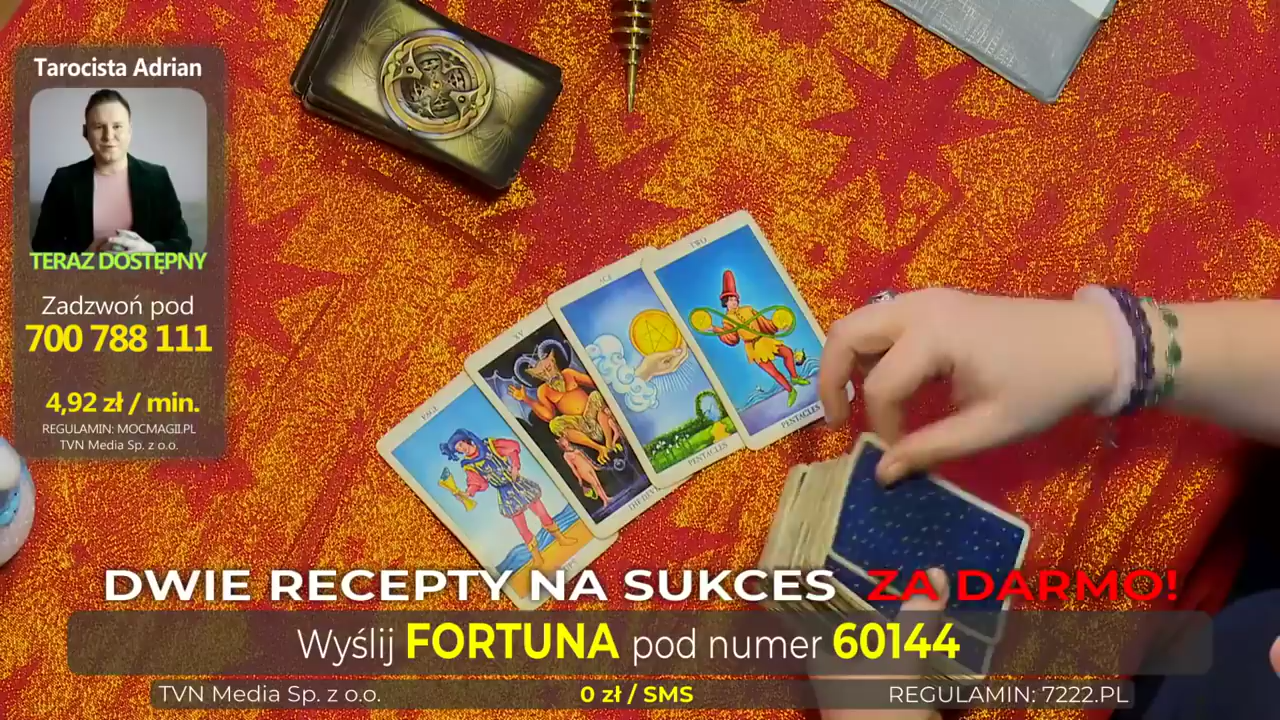 Tarocista Adrian
TERAZ DOSTĘPNY
Zadzwoń pod
700 788 111
4,92 zł / min.
REGULAMIN: MOCMAGII.PL
TVN Media Sp. z o.o.
PAGE
XV
THE DEVIL
ACE
PENTACLES
TWO
PENTACLES
DWIE RECEPTY NA SUKCES ZA DARMO!
Wyślij FORTUNA pod numer 60144
TVN Media Sp. z o.o.
0 zł / SMS
REGULAMIN: 7222.PL